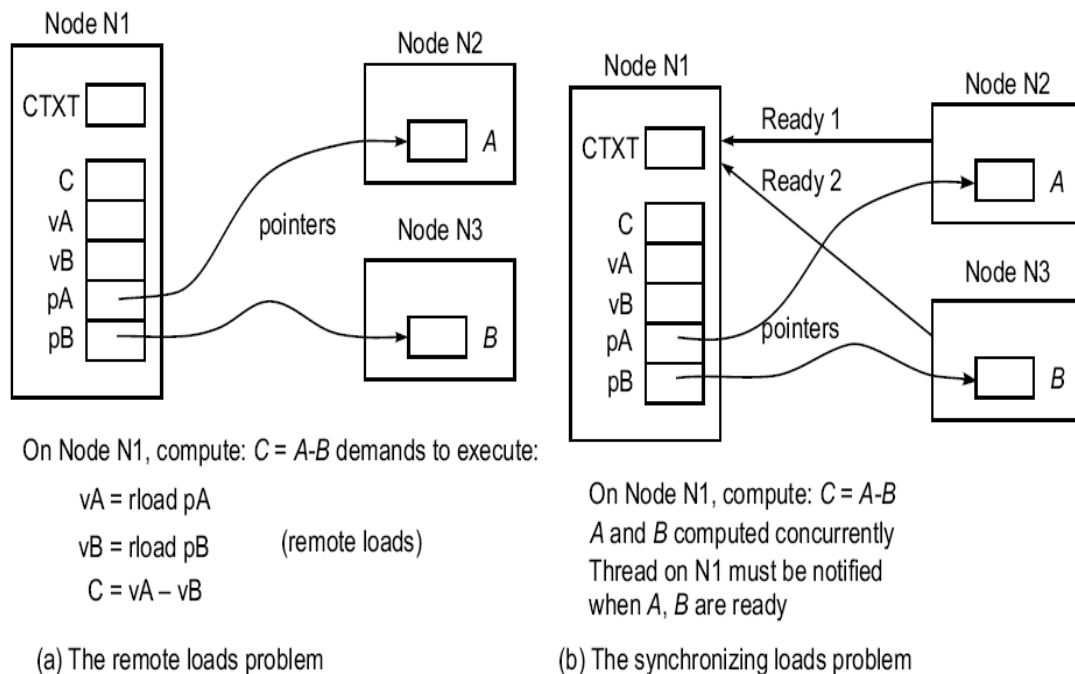 Node N1
CTXT
C
vA
vB
pA
pB
pointers
Node N2
A
Node N3
B
On Node N1, compute: C = A-B demands to execute:
vA = rload pA
vB = rload pB (remote loads)
C = vA – vB
(a) The remote loads problem
Node N1
CTXT
C
vA
vB
pA
pB
Ready 1
Ready 2
pointers
Node N2
A
Node N3
B
On Node N1, compute: C = A-B
A and B computed concurrently
Thread on N1 must be notified
when A, B are ready
(b) The synchronizing loads problem